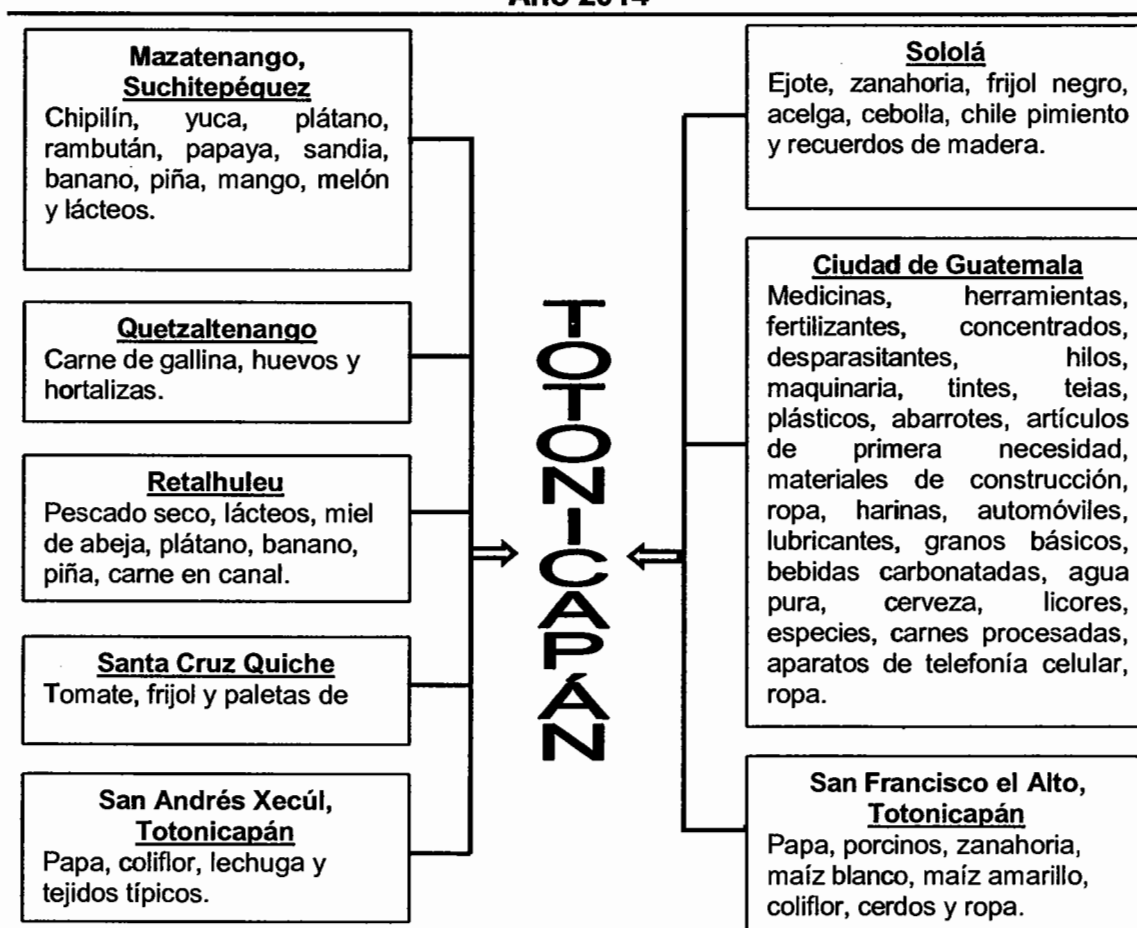 Año 2014
Mazatenango,
Suchitepéquez
Chipilín, yuca, plátano,
rambután, papaya, sandia,
banano, piña, mango, melón
y lácteos.
Quetzaltenango
Carne de gallina, huevos y
hortalizas.
Retalhuleu
Pescado seco, lácteos, miel
de abeja, plátano, banano,
piña, carne en canal.
Santa Cruz Quiche
Tomate, frijol y paletas de
San Andrés Xecúl,
Totonicapán
Papa, coliflor, lechuga y
tejidos típicos.
TOTONICAPÁN
Sololá
Ejote, zanahoria, frijol negro,
acelga, cebolla, chile pimiento
y recuerdos de madera.
Ciudad de Guatemala
Medicinas, herramientas,
fertilizantes, concentrados,
desparasitantes, hilos,
maquinaria, tintes, telas,
plásticos, abarrotes, artículos
de primera necesidad,
materiales de construcción,
ropa, harinas, automóviles,
lubricantes, granos básicos,
bebidas carbonatadas, agua
pura, cerveza, licores,
especies, carnes procesadas,
aparatos de telefonía celular,
ropa.
San Francisco el Alto,
Totonicapán
Papa, porcinos, zanahoria,
maíz blanco, maíz amarillo,
coliflor, cerdos y ropa.